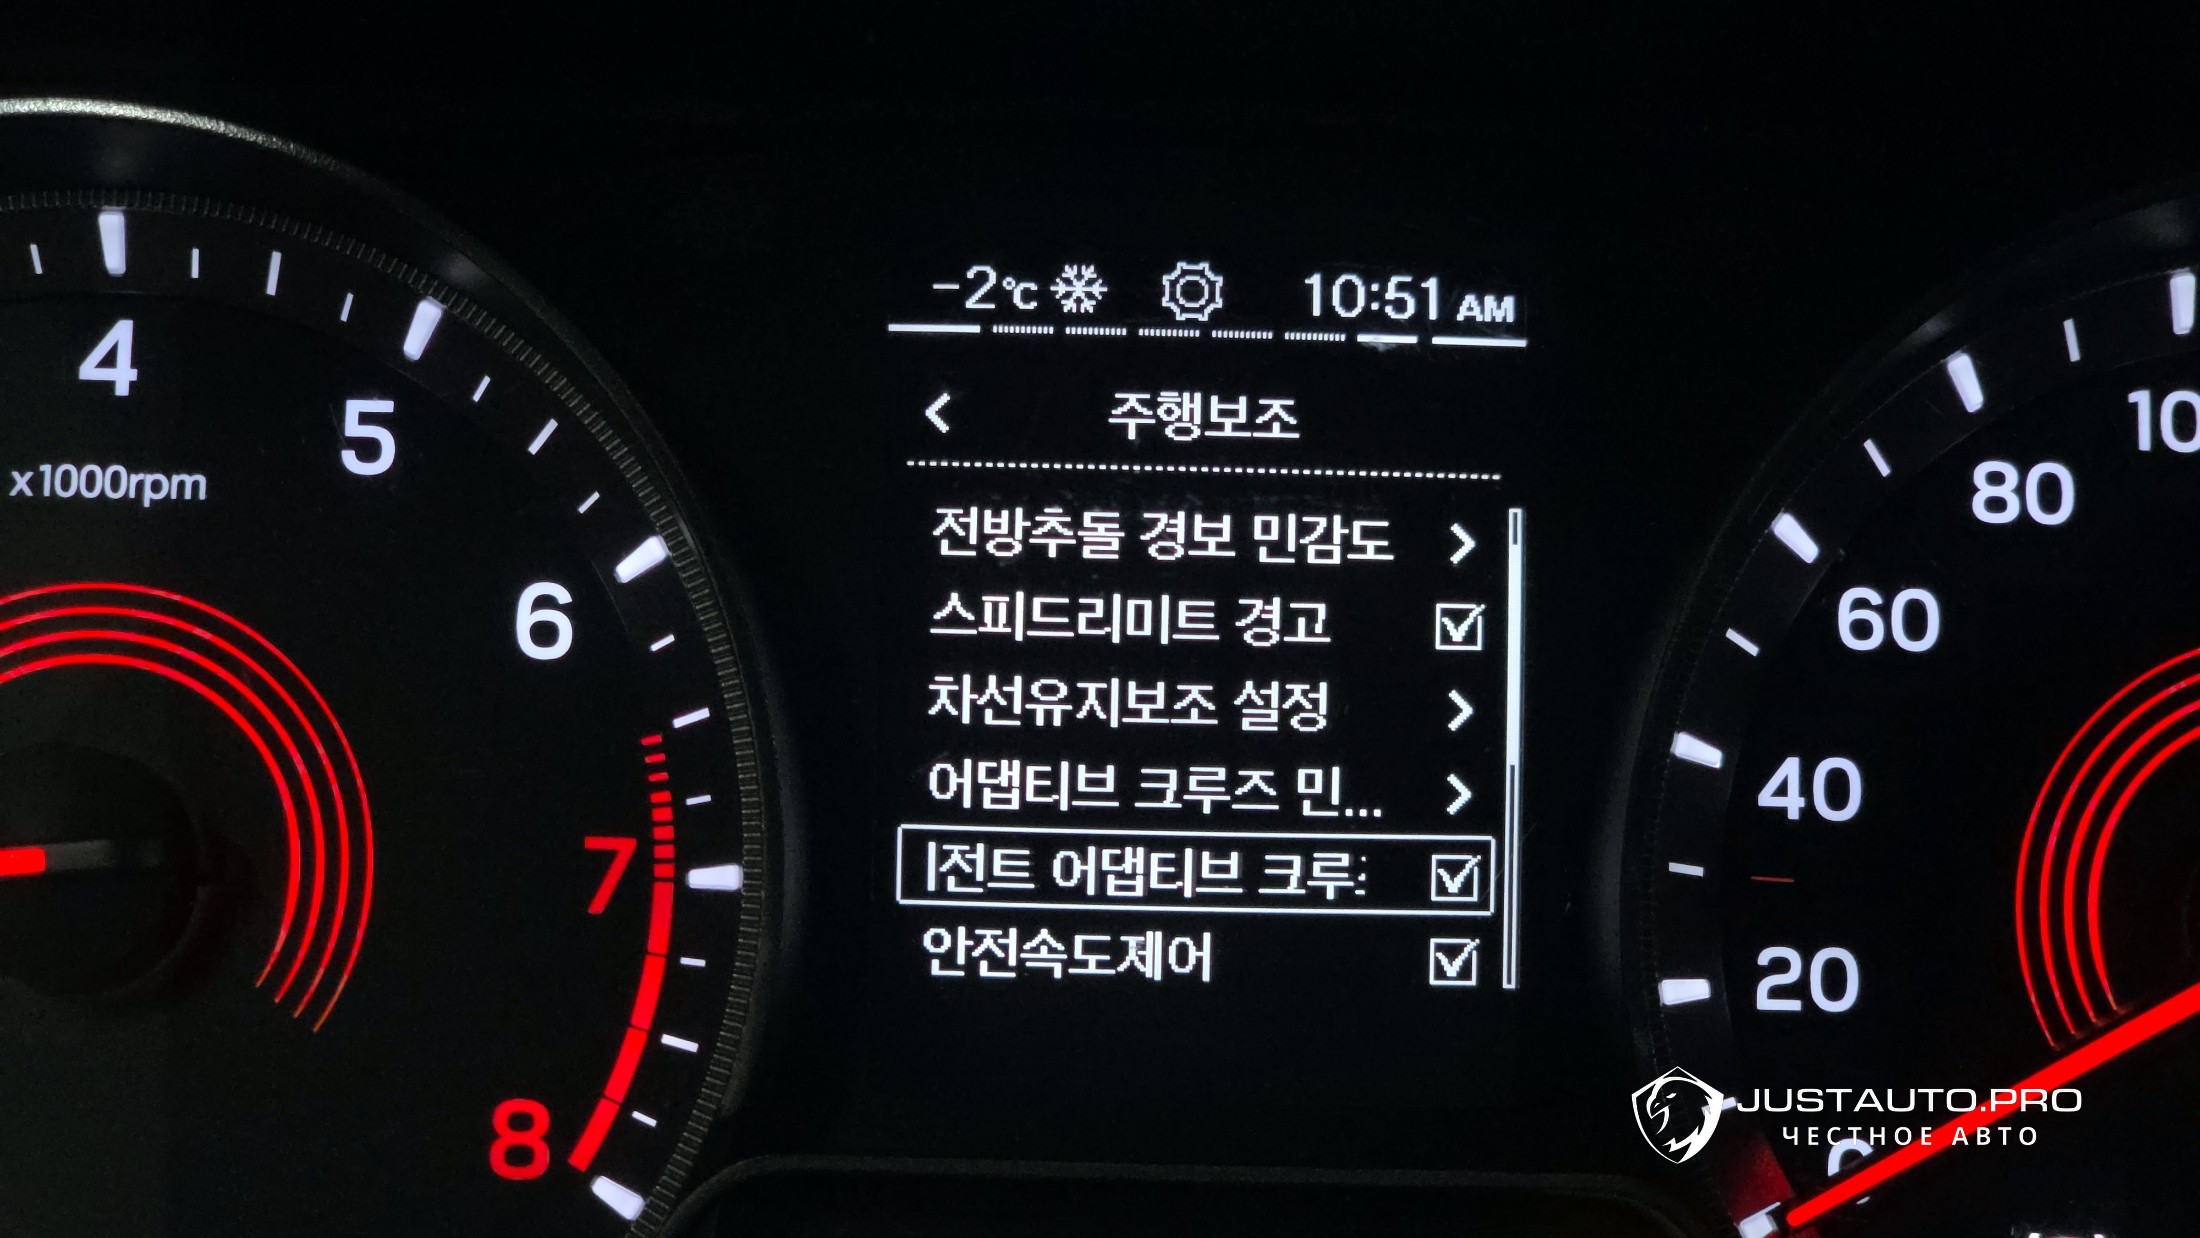 -2℃ 10:51 AM
주행보조
전방추돌 경보 민감도
스피드리미트 경고
차선유지보조 설정
어댑티브 크루즈 민...
전트 어댑티브 크루
안전속도제어
4
5
x1000rpm
6
7
8
10
80
60
40
20
0
JUSTAUTO.PRO
ЧЕСТНОЕ АВТО